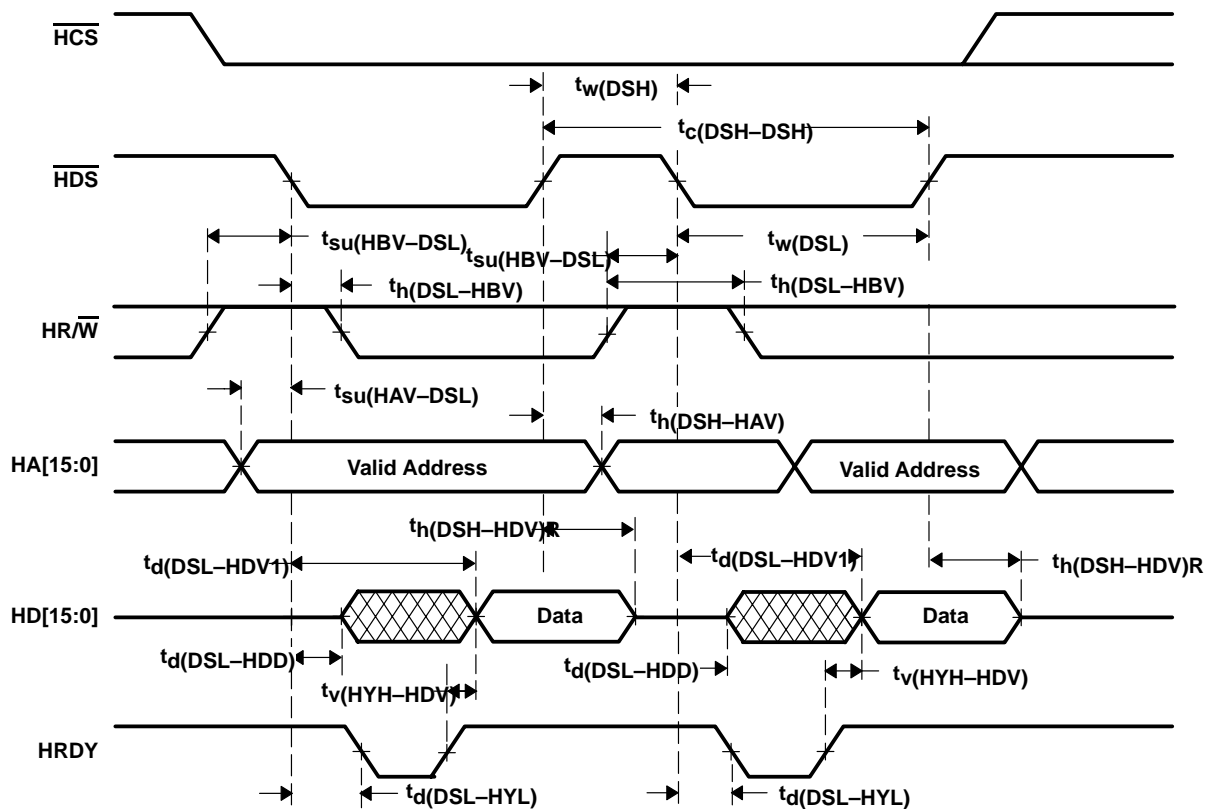 HCS
tw(DSH)
tc(DSH–DSH)
HDS
tsu(HBV–DSL)
tsu(HBV–DSL)
tw(DSL)
th(DSL–HBV)
th(DSL–HBV)
HR/W
tsu(HAV–DSL)
th(DSH–HAV)
HA[15:0]
Valid Address
Valid Address
th(DSH–HDV)R
td(DSL–HDV1)
td(DSL–HDV1)
th(DSH–HDV)R
HD[15:0]
Data
Data
td(DSL–HDD)
td(DSL–HDD)
tv(HYH–HDV)
tv(HYH–HDV)
HRDY
td(DSL–HYL)
td(DSL–HYL)